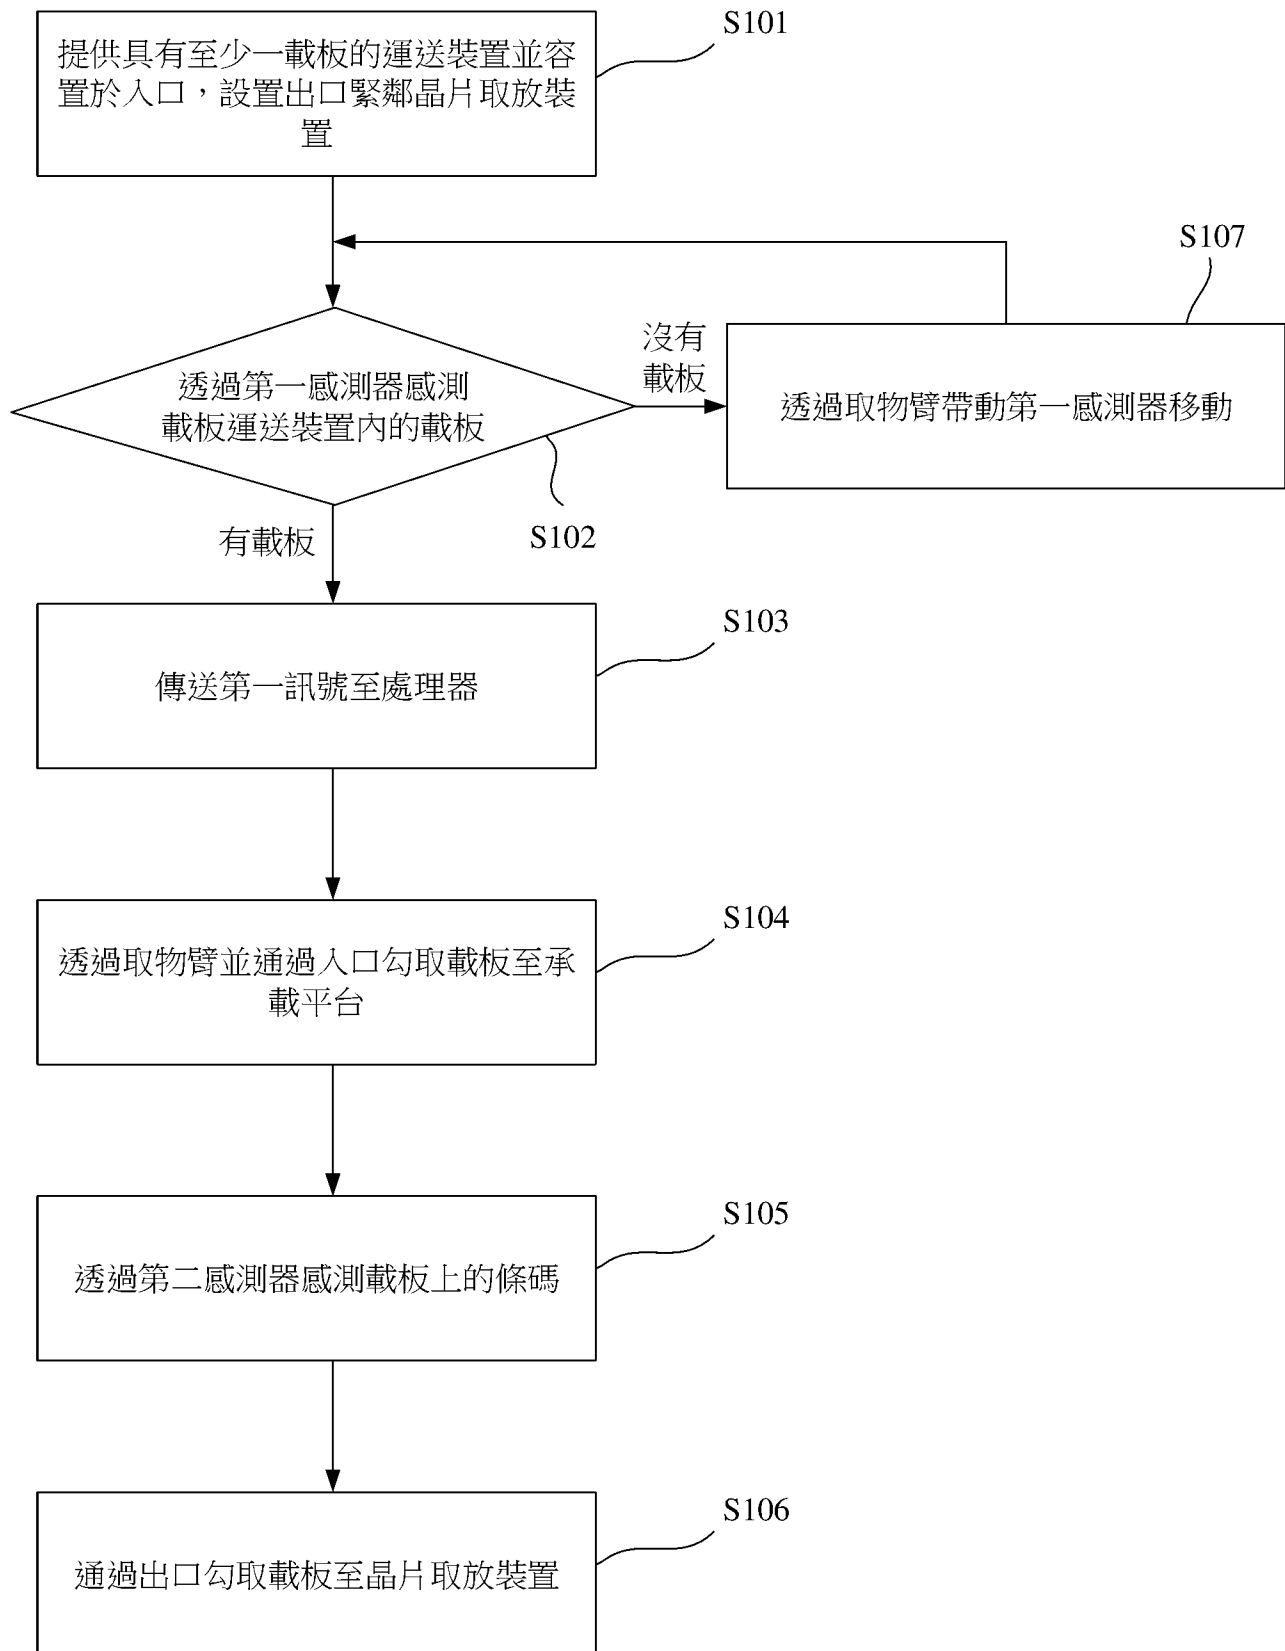 S101
提供具有至少一載板的運送裝置並容
置於入口，設置出口緊鄰晶片取放裝
置
S107
沒有
載板
透過第一感測器感測
載板運送裝置內的載板
透過取物臂帶動第一感測器移動
S102
有載板
S103
傳送第一訊號至處理器
S104
透過取物臂並通過入口勾取載板至承
載平台
S105
透過第二感測器感測載板上的條碼
S106
通過出口勾取載板至晶片取放裝置